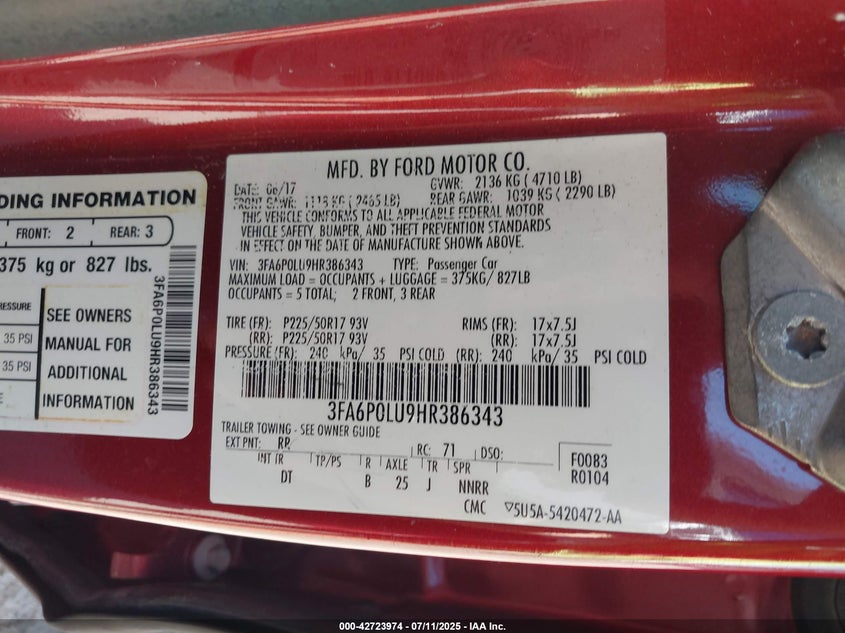 DING INFORMATION
FRONT: 2 REAR: 3
375 kg or 827 lbs.
PRESSURE
35 PSI
35 PSI
SEE OWNERS
MANUAL FOR
ADDITIONAL
INFORMATION
3FA6P0LU9HR386343
MFD. BY FORD MOTOR CO.
DATE: 06/17 GVWR: 2136 KG ( 4710 LB)
FRONT GAWR: 1118 KG ( 2465 LB) REAR GAWR: 1039 KG ( 2290 LB)
THIS VEHICLE CONFORMS TO ALL APPLICABLE FEDERAL MOTOR
VEHICLE SAFETY, BUMPER, AND THEFT PREVENTION STANDARDS
IN EFFECT ON THE DATE OF MANUFACTURE SHOWN ABOVE.
VIN: 3FA6P0LU9HR386343 TYPE: Passenger Car
MAXIMUM LOAD = OCCUPANTS + LUGGAGE = 375KG/ 827LB
OCCUPANTS = 5 TOTAL; 2 FRONT, 3 REAR
TIRE (FR): P225/50R17 93V RIMS (FR): 17x7.5J
(RR): P225/50R17 93V (RR): 17x7.5J
PRESSURE (FR): 240 kPa/ 35 PSI COLD (RR): 240 kPa/ 35 PSI COLD
3FA6P0LU9HR386343
TRAILER TOWING - SEE OWNER GUIDE
EXT PNT: RR RC: 71 DSO:
INT TR TP/PS R AXLE TR SPR
DT B 25 J NNRR
F0083
R0104
CMC ▽5U5A-5420472-AA
000-42723974 | 07/11/2025 - IAA Inc.